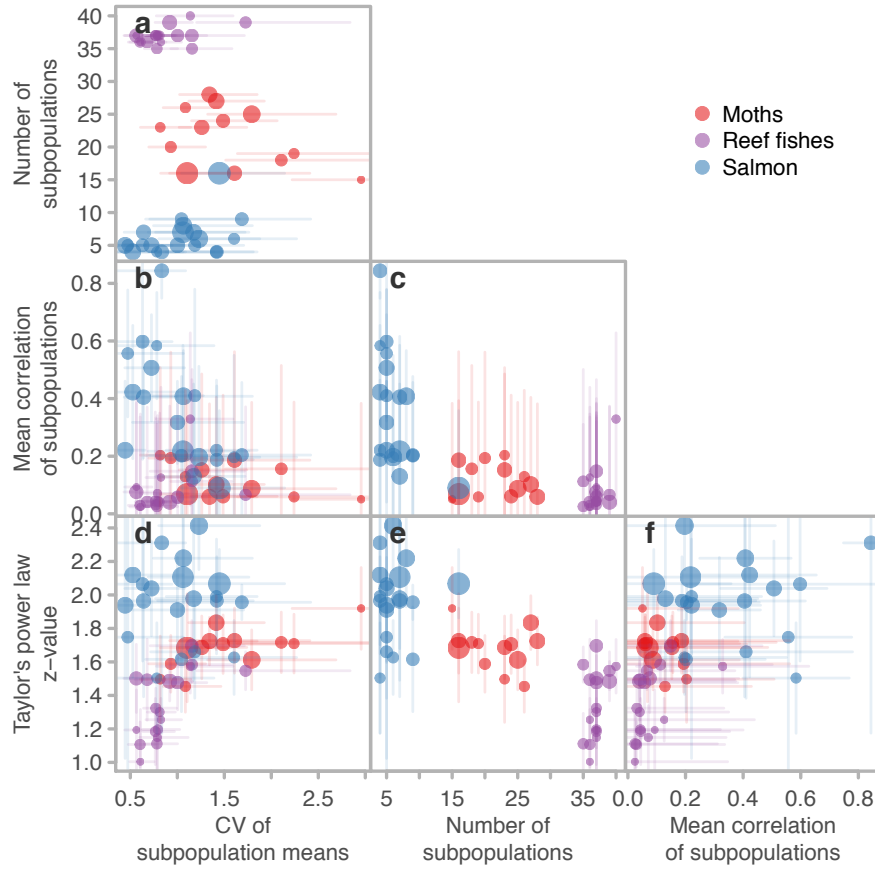 a
40
35
30
25
20
15
10
5
Number of
subpopulations
Moths
Reef fishes
Salmon
b
c
0.8
0.6
0.4
0.2
0.0
Mean correlation
of subpopulations
d
e
f
2.4
2.2
2.0
1.8
1.6
1.4
1.2
1.0
Taylor's power law
z−value
0.5 1.5 2.5
5 15 25 35
0.0 0.2 0.4 0.6 0.8
CV of
subpopulation means
Number of
subpopulations
Mean correlation
of subpopulations